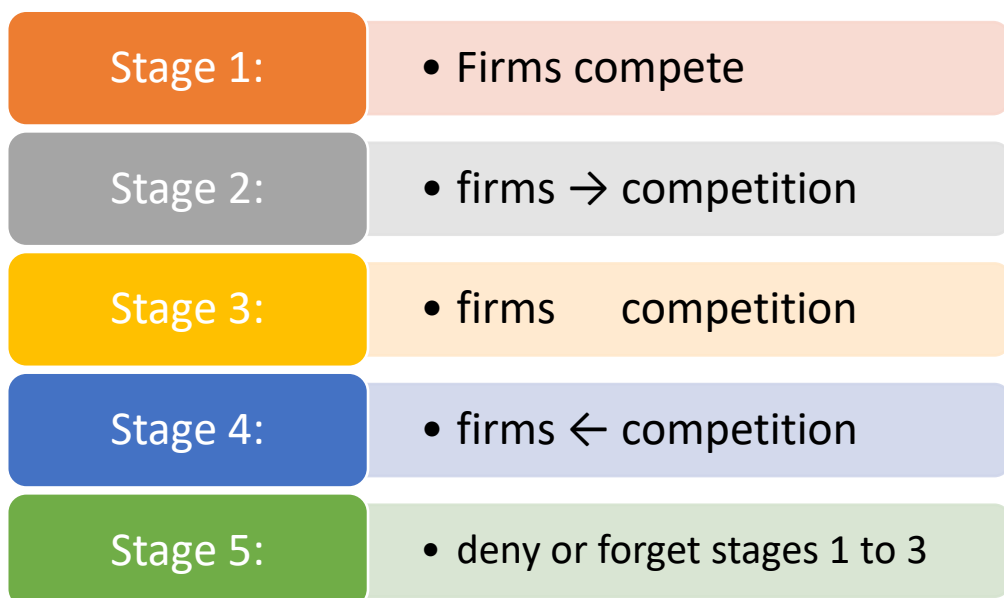 Stage 1:
• Firms compete
Stage 2:
• firms → competition
Stage 3:
• firms competition
Stage 4:
• firms ← competition
Stage 5:
• deny or forget stages 1 to 3